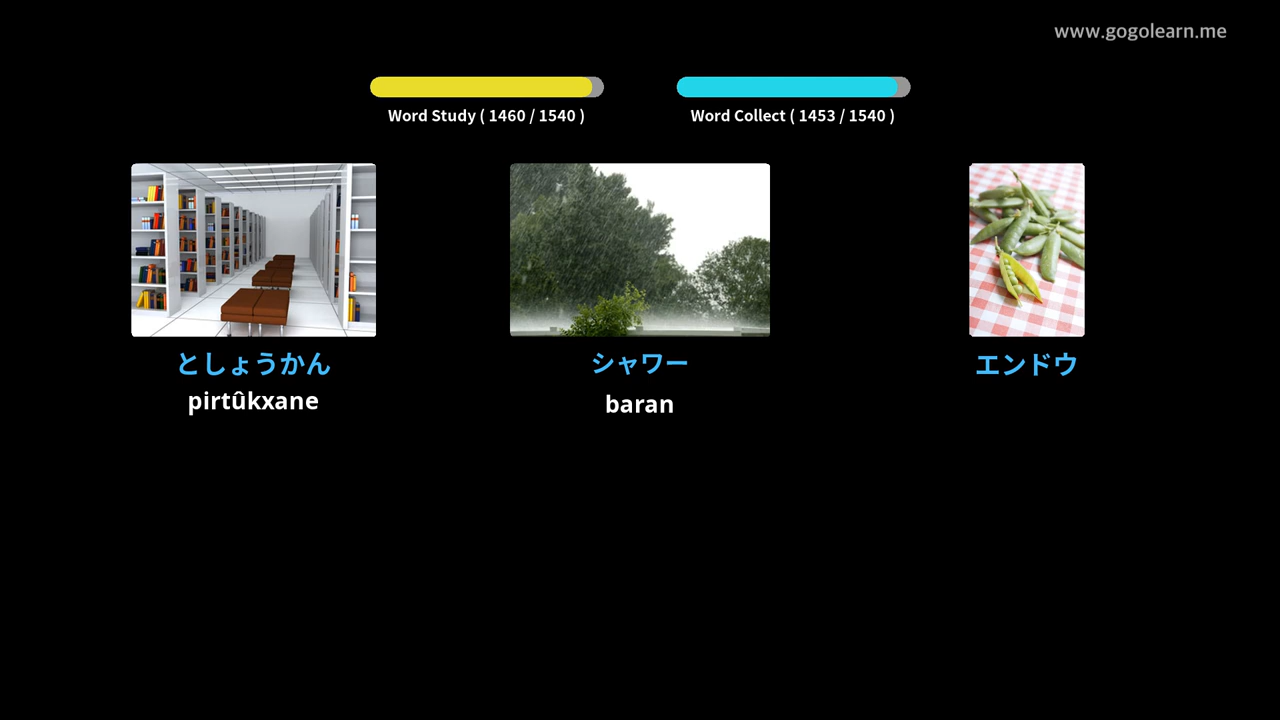 www.gogolearn.me
Word Study ( 1460 / 1540 )
Word Collect ( 1453 / 1540 )
としょうかん
pirtûkxane
シャワー
baran
エンドウ